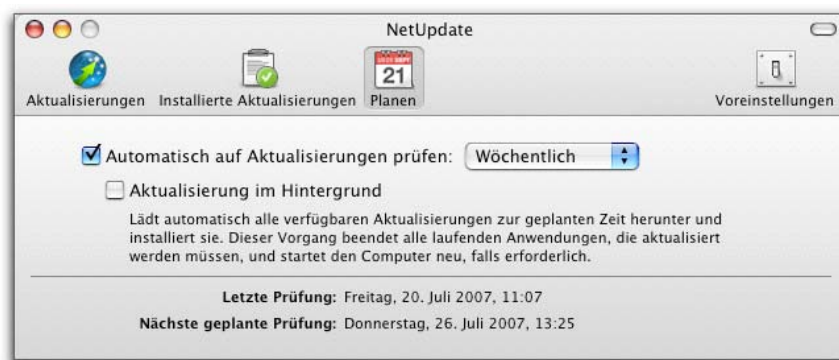 NetUpdate
21
Aktualisierungen
Installierte Aktualisierungen
Planen
Voreinstellungen
Automatisch auf Aktualisierungen prüfen: Wöchentlich
Aktualisierung im Hintergrund
Lädt automatisch alle verfügbaren Aktualisierungen zur geplanten Zeit herunter und
installiert sie. Dieser Vorgang beendet alle laufenden Anwendungen, die aktualisiert
werden müssen, und startet den Computer neu, falls erforderlich.
Letzte Prüfung: Freitag, 20. Juli 2007, 11:07
Nächste geplante Prüfung: Donnerstag, 26. Juli 2007, 13:25